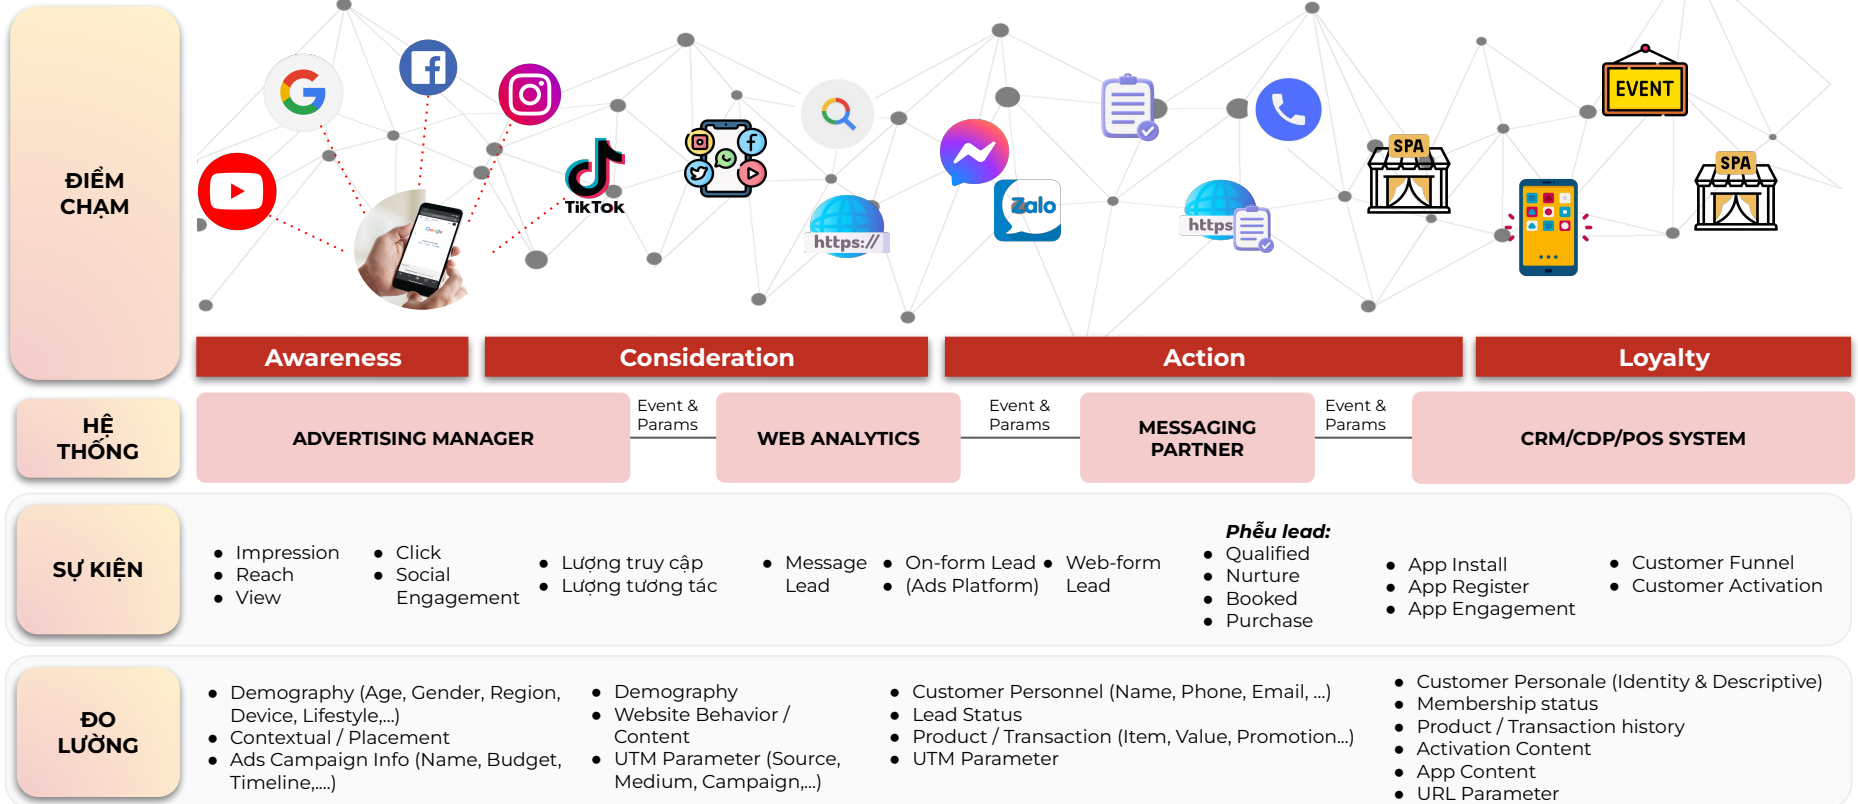 ĐIỂM
CHẠM
TikTok
https://
Zalo
https
SPA
EVENT
SPA
Google
Awareness
Consideration
Action
Loyalty
HỆ
THỐNG
ADVERTISING MANAGER
Event &
Params
WEB ANALYTICS
Event &
Params
MESSAGING
PARTNER
Event &
Params
CRM/CDP/POS SYSTEM
SỰ KIỆN
● Impression
● Reach
● View
● Click
● Social
Engagement
● Lượng truy cập
● Lượng tương tác
● Message
Lead
● On-form Lead
● (Ads Platform)
● Web-form
Lead
Phễu lead:
● Qualified
● Nurture
● Booked
● Purchase
● App Install
● App Register
● App Engagement
● Customer Funnel
● Customer Activation
ĐO
LƯỜNG
● Demography (Age, Gender, Region,
Device, Lifestyle,...)
● Contextual / Placement
● Ads Campaign Info (Name, Budget,
Timeline,....)
● Demography
● Website Behavior /
Content
● UTM Parameter (Source,
Medium, Campaign,..)
● Customer Personnel (Name, Phone, Email, ...)
● Lead Status
● Product / Transaction (Item, Value, Promotion...)
● UTM Parameter
● Customer Personale (Identity & Descriptive)
● Membership status
● Product / Transaction history
● Activation Content
● App Content
● URL Parameter